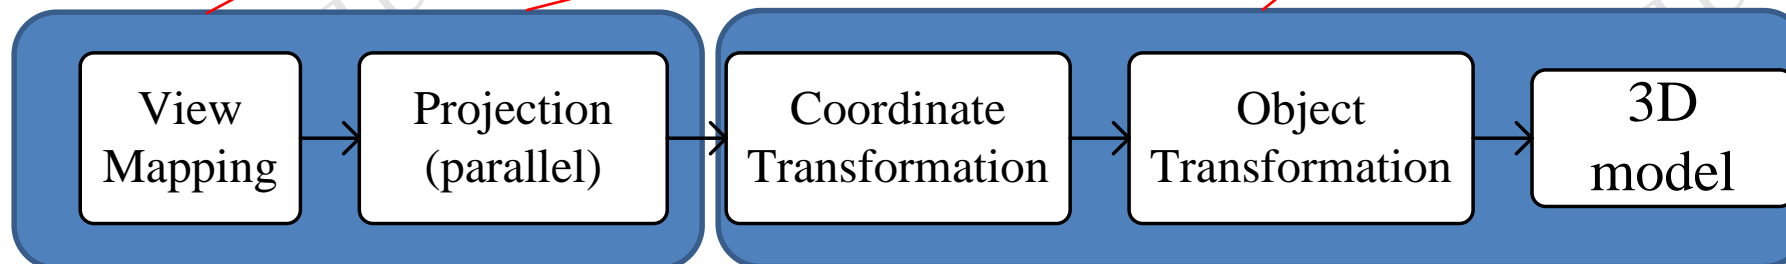 View
Mapping
Projection
(parallel)
Coordinate
Transformation
Object
Transformation
3D
model